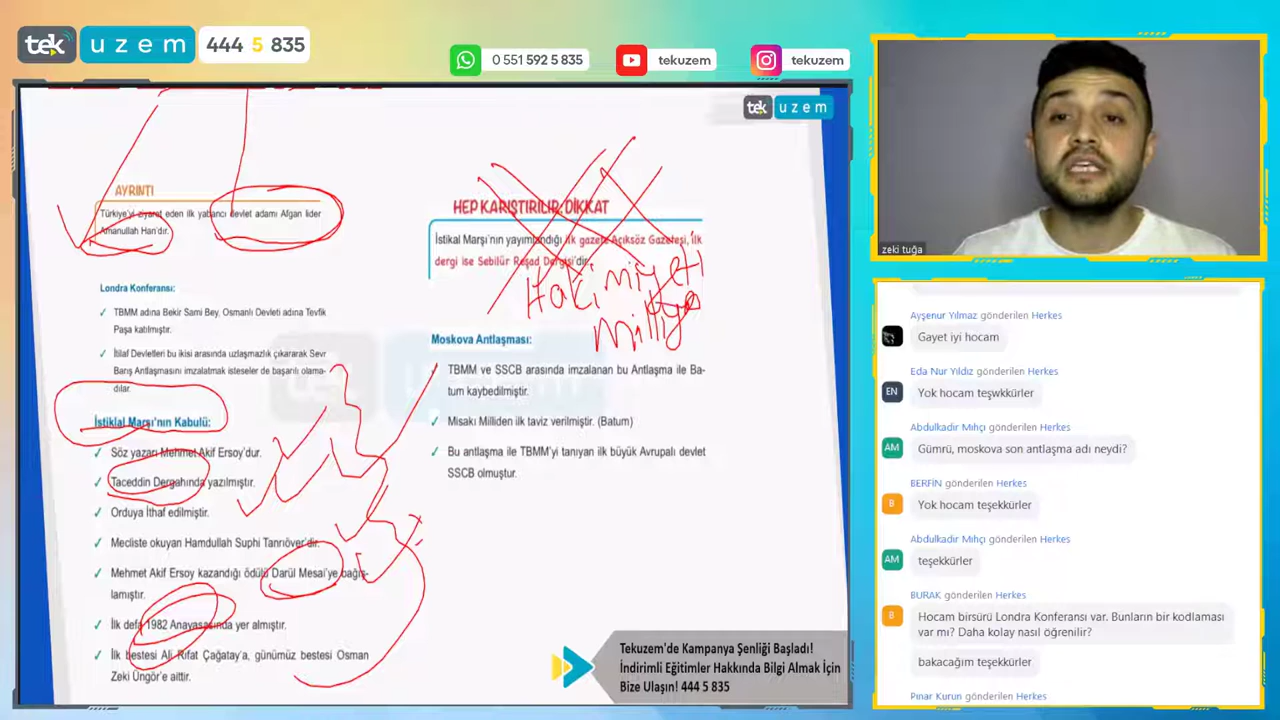 tek
uzem
444 5 835
0 551 592 5 835
tekuzem
tekuzem
tek uzem
AYRINTI
Türkiye'yi ziyaret eden ilk yabancı devlet adamı Afgan lider
Amanullah Han'dır.
Londra Konferansı:
✓ TBMM adına Bekir Sami Bey, Osmanlı Devleti adına Tevfik
Paşa katılmıştır.
✓ İtilaf Devletleri bu ikisi arasında uzlaşmazlık çıkararak Sevr
Barış Antlaşmasını imzalatmak isteseler de başarılı olama-
dılar.
İstiklal Marşı'nın Kabulü:
✓ Söz yazarı Mehmet Akif Ersoy'dur.
✓ Taceddin Dergahında yazılmıştır.
✓ Orduya İthaf edilmiştir.
✓ Mecliste okuyan Hamdullah Suphi Tanrıöver'dir.
✓ Mehmet Akif Ersoy kazandığı ödülü Darül Mesai'ye bağış-
lamıştır.
✓ İlk defa 1982 Anayasasında yer almıştır.
✓ İlk bestesi Ali Rıfat Çağatay'a, günümüz bestesi Osman
Zeki Üngör'e aittir.
HEP KARIŞTIRILIR, DİKKAT
İstikal Marşı'nın yayımlandığı ilk gazete Açıksöz Gazetesi, ilk
dergi ise Sebilür Reşad Dergisi'dir.
Hakimiyeti
Milliye
Moskova Antlaşması:
✓ TBMM ve SSCB arasında imzalanan bu Antlaşma ile Ba-
tum kaybedilmiştir.
✓ Misakı Milliden ilk taviz verilmiştir. (Batum)
✓ Bu antlaşma ile TBMM'yi tanıyan ilk büyük Avrupalı devlet
SSCB olmuştur.
Tekuzem'de Kampanya Şenliği Başladı!
İndirimli Eğitimler Hakkında Bilgi Almak İçin
Bize Ulaşın! 444 5 835
zeki tuğa
Ayşenur Yılmaz gönderilen Herkes
Gayet iyi hocam
Eda Nur Yıldız gönderilen Herkes
EN
Yok hocam teşwkkürler
Abdulkadir Mıhçı gönderilen Herkes
AM
Gümrü, moskova son antlaşma adı neydi?
BERFİN gönderilen Herkes
B
Yok hocam teşekkürler
Abdulkadir Mıhçı gönderilen Herkes
AM
teşekkürler
BURAK gönderilen Herkes
B
Hocam birsürü Londra Konferansı var. Bunların bir kodlaması
var mı? Daha kolay nasıl öğrenilir?
bakacağım teşekkürler
Pınar Kurun gönderilen Herkes